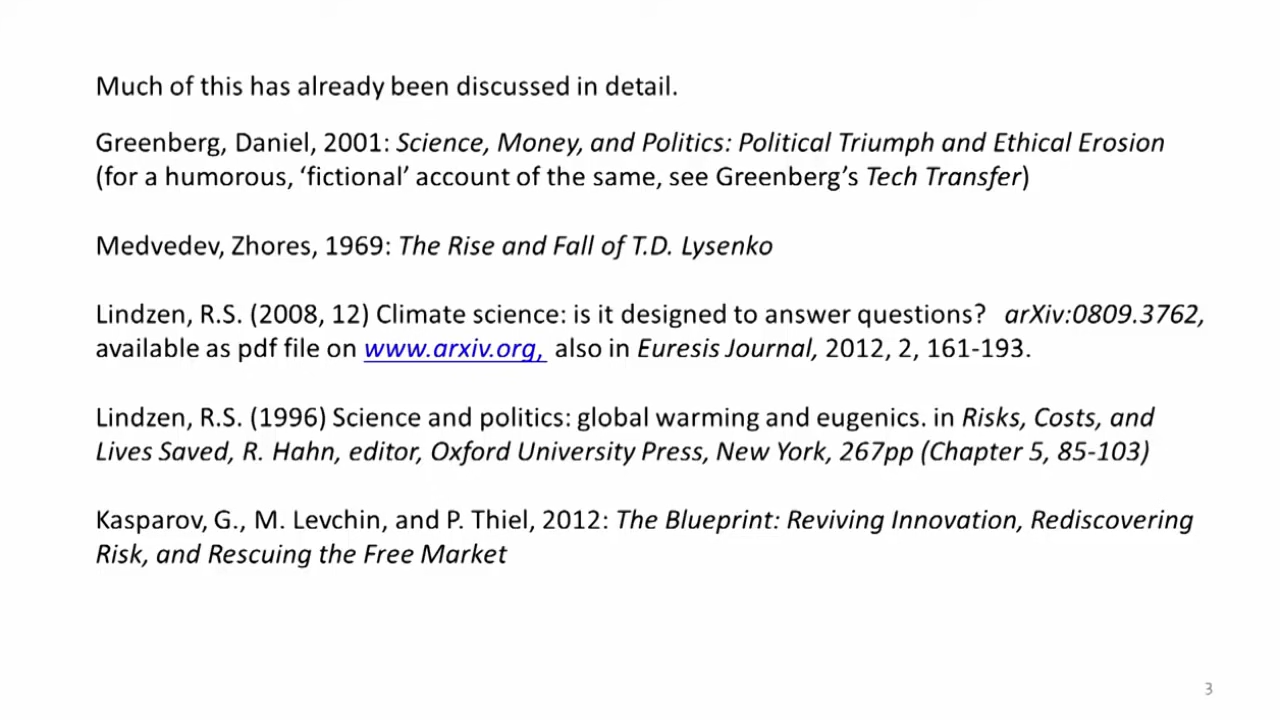 Much of this has already been discussed in detail.
Greenberg, Daniel, 2001: Science, Money, and Politics: Political Triumph and Ethical Erosion
(for a humorous, ‘fictional’ account of the same, see Greenberg’s Tech Transfer)
Medvedev, Zhores, 1969: The Rise and Fall of T.D. Lysenko
Lindzen, R.S. (2008, 12) Climate science: is it designed to answer questions? arXiv:0809.3762,
available as pdf file on www.arxiv.org, also in Euresis Journal, 2012, 2, 161-193.
Lindzen, R.S. (1996) Science and politics: global warming and eugenics. in Risks, Costs, and
Lives Saved, R. Hahn, editor, Oxford University Press, New York, 267pp (Chapter 5, 85-103)
Kasparov, G., M. Levchin, and P. Thiel, 2012: The Blueprint: Reviving Innovation, Rediscovering
Risk, and Rescuing the Free Market
3